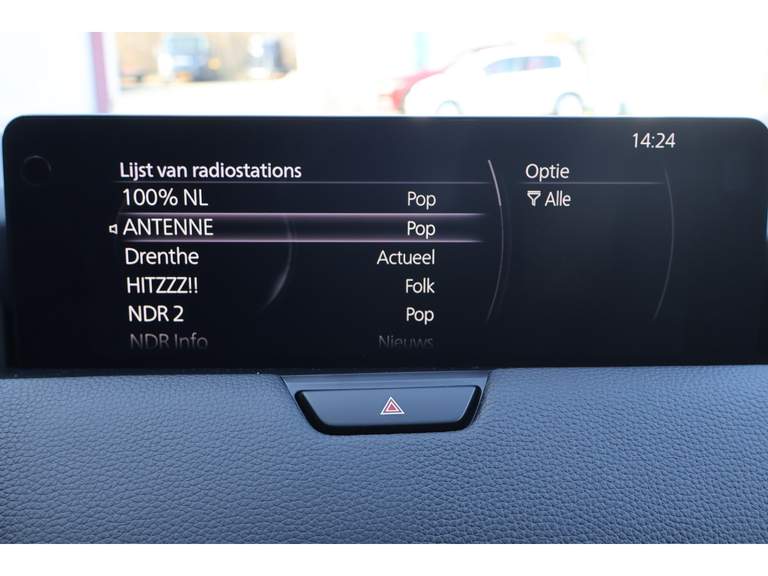 14:24
Lijst van radiostations
Optie
100% NL Pop
Alle
ANTENNE Pop
Drenthe Actueel
HITZZZ!! Folk
NDR 2 Pop
NDR Info Nieuws